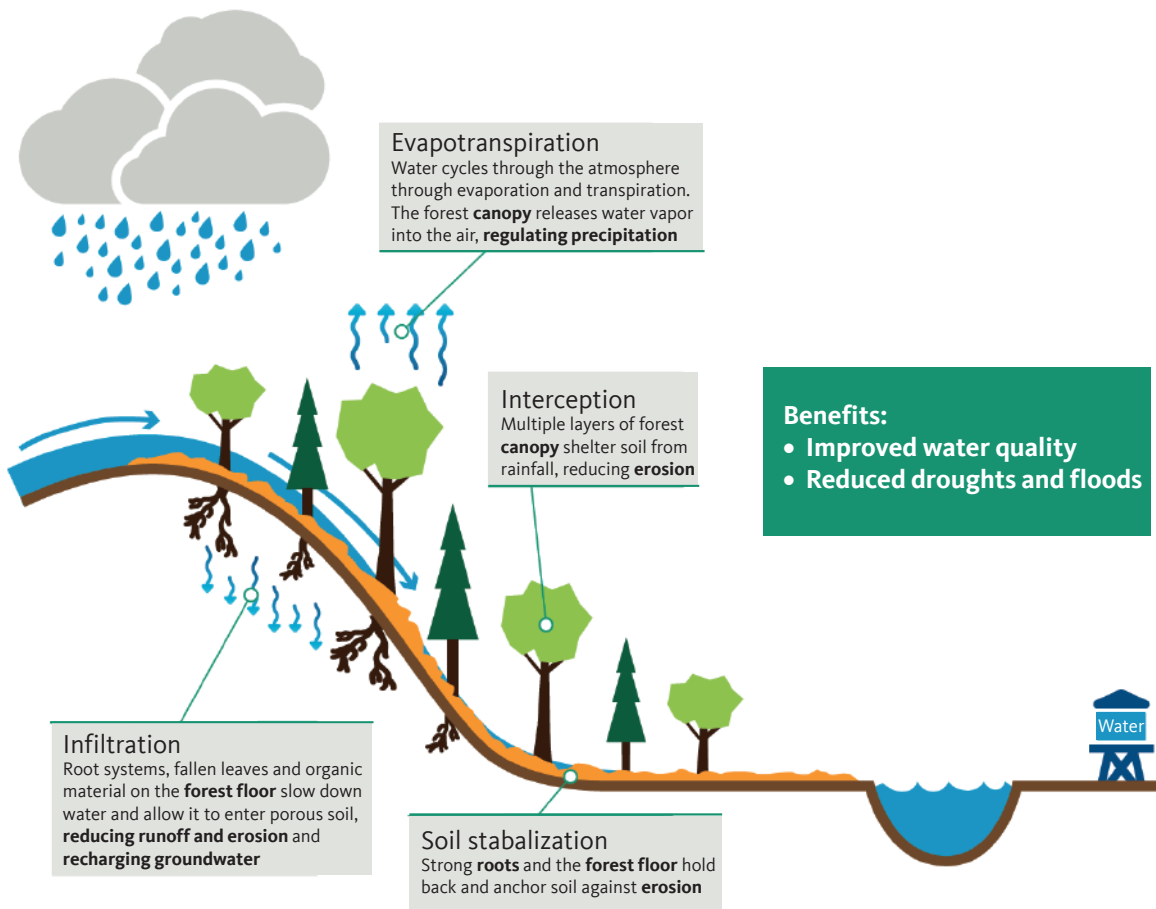 Evapotranspiration
Water cycles through the atmosphere
through evaporation and transpiration.
The forest canopy releases water vapor
into the air, regulating precipitation
Interception
Multiple layers of forest
canopy shelter soil from
rainfall, reducing erosion
Benefits:
• Improved water quality
• Reduced droughts and floods
Water
Infiltration
Root systems, fallen leaves and organic
material on the forest floor slow down
water and allow it to enter porous soil,
reducing runoff and erosion and
recharging groundwater
Soil stabalization
Strong roots and the forest floor hold
back and anchor soil against erosion